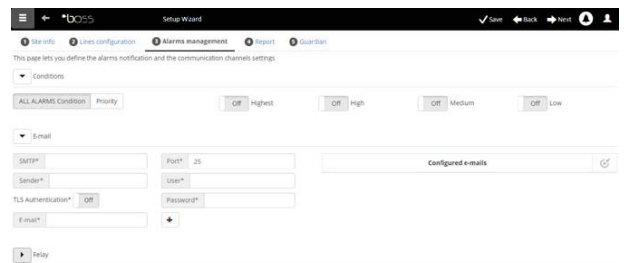 *boss Setup Wizard Save Back Next
1 Site info 2 Lines configuration 3 Alarms management 4 Report 5 Guardian
This page lets you define the alarms notification and the communication channels settings
Conditions
ALL ALARMS Condition Priority Off Highest Off High Off Medium Off Low
E-mail
SMTP* Port* 25 Configured e-mails
Sender* User*
TLS Authentication* Off Password*
E-mail*
Relay